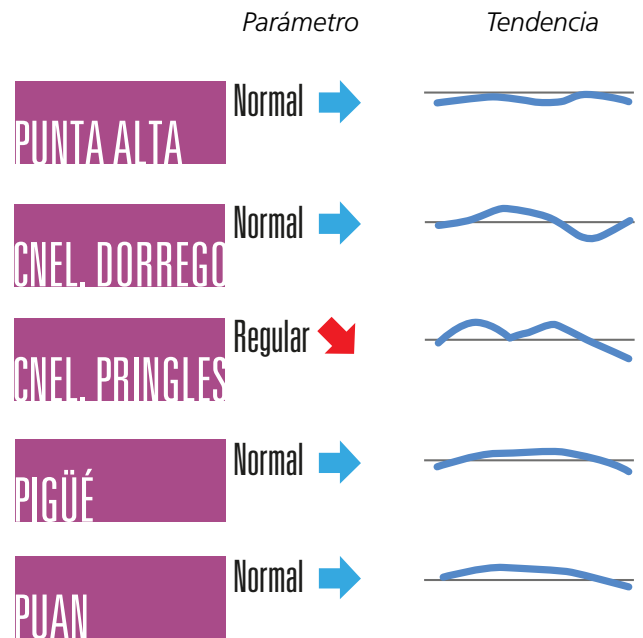 Parámetro Tendencia
PUNTA ALTA Normal
CNEL. DORREGO Normal
CNEL. PRINGLES Regular
PIGÜÉ Normal
PUAN Normal